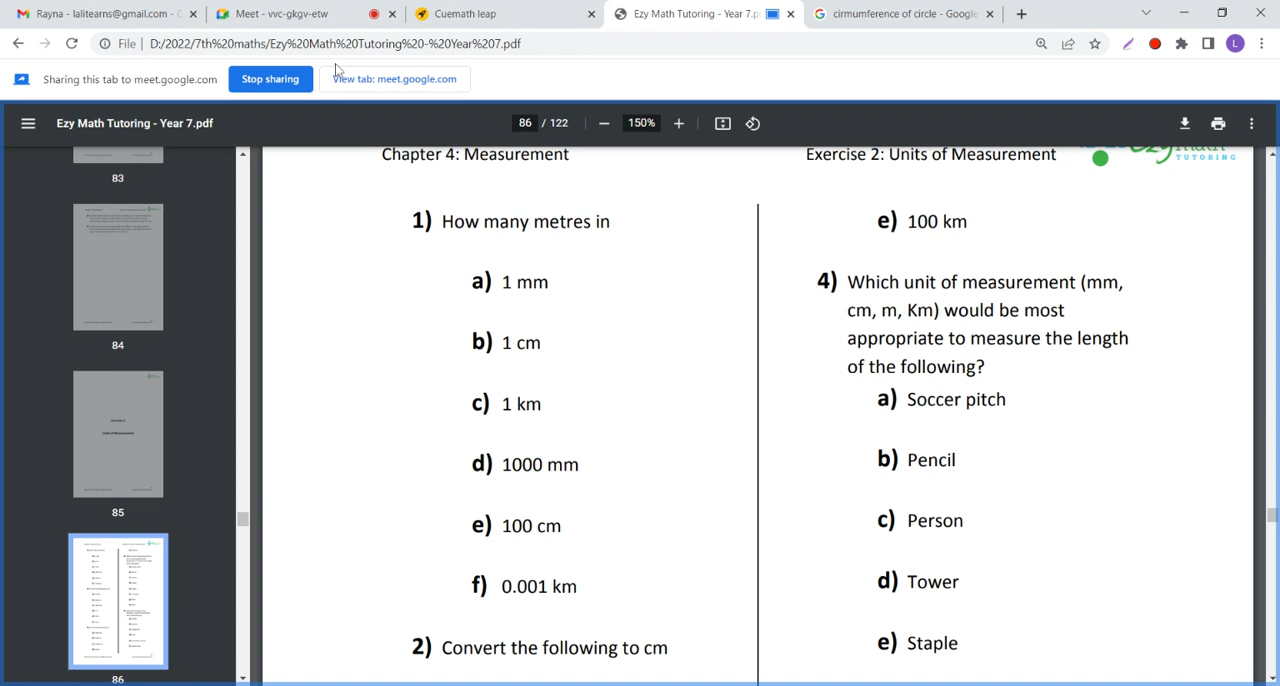 Rayna - lalitearns@gmail.com - G
Meet - vvc-gkgv-etw
Cuemath leap
Ezy Math Tutoring - Year 7.p
cirmumference of circle - Google
File
D:/2022/7th%20maths/Ezy%20Math%20Tutoring%20-%20Year%207.pdf
L
Sharing this tab to meet.google.com
Stop sharing
View tab: meet.google.com
Ezy Math Tutoring - Year 7.pdf
86 / 122
150%
83
84
85
86
Chapter 4: Measurement
Exercise 2: Units of Measurement
TUTORING
1) How many metres in
a) 1 mm
b) 1 cm
c) 1 km
d) 1000 mm
e) 100 cm
f) 0.001 km
2) Convert the following to cm
e) 100 km
4) Which unit of measurement (mm,
cm, m, Km) would be most
appropriate to measure the length
of the following?
a) Soccer pitch
b) Pencil
c) Person
d) Tower
e) Staple